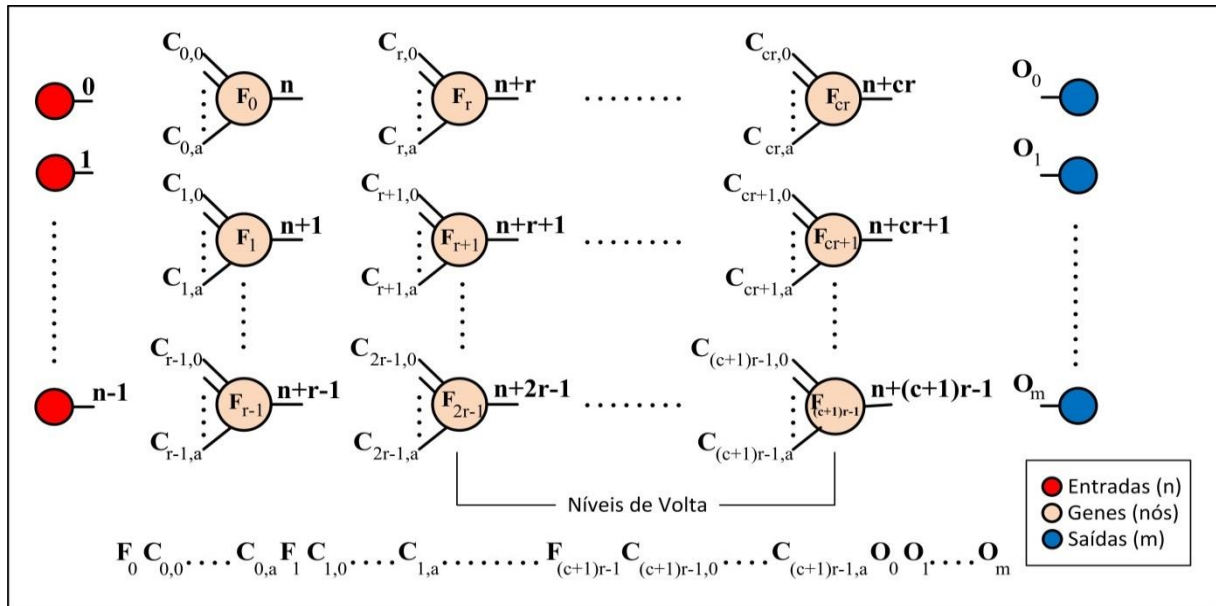 C0,0 Cr,0 Ccr,0
0 F0 n Fr n+r Fcr n+cr O0
C0,a Cr,a Ccr,a
1 O1
C1,0 Cr+1,0 Ccr+1,0
F1 n+1 Fr+1 n+r+1 Fcr+1 n+cr+1
C1,a Cr+1,a Ccr+1,a
Cr-1,0 C2r-1,0 C(c+1)r-1,0
n-1 Fr-1 n+r-1 F2r-1 n+2r-1 F(c+1)r-1 n+(c+1)r-1 Om
Cr-1,a C2r-1,a C(c+1)r-1,a
Níveis de Volta
Entradas (n)
Genes (nós)
Saídas (m)
F0 C0,0 ..... C0,a F1 C1,0 ..... C1,a ........ F(c+1)r-1 C(c+1)r-1,0 ..... C(c+1)r-1,a O0 O1 .... Om